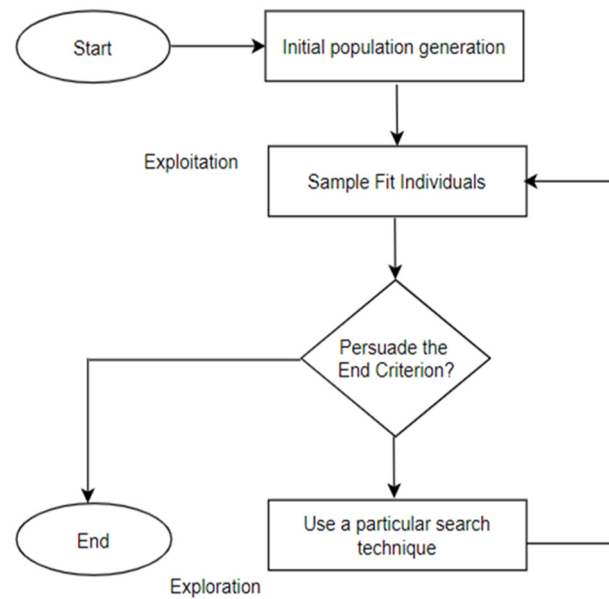 Start
Initial population generation
Exploitation
Sample Fit Individuals
Persuade the
End Criterion?
Use a particular search
technique
End
Exploration